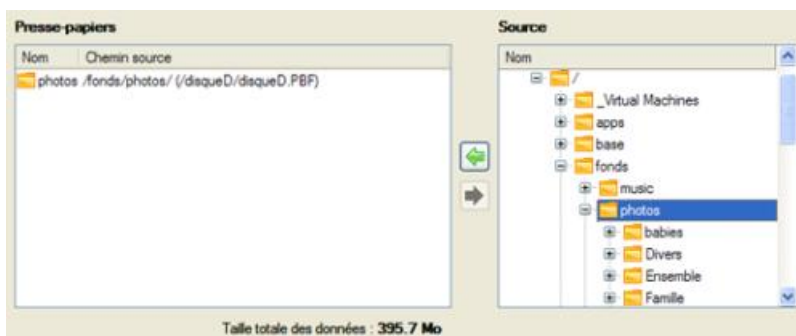 Presse-papiers
Nom Chemin source
photos /fonds/photos/ (/disqueD/disqueD.PBF)
Taille totale des données : 395.7 Mo
Source
Nom
/
_Virtual Machines
apps
base
fonds
music
photos
babies
Divers
Ensemble
Famille